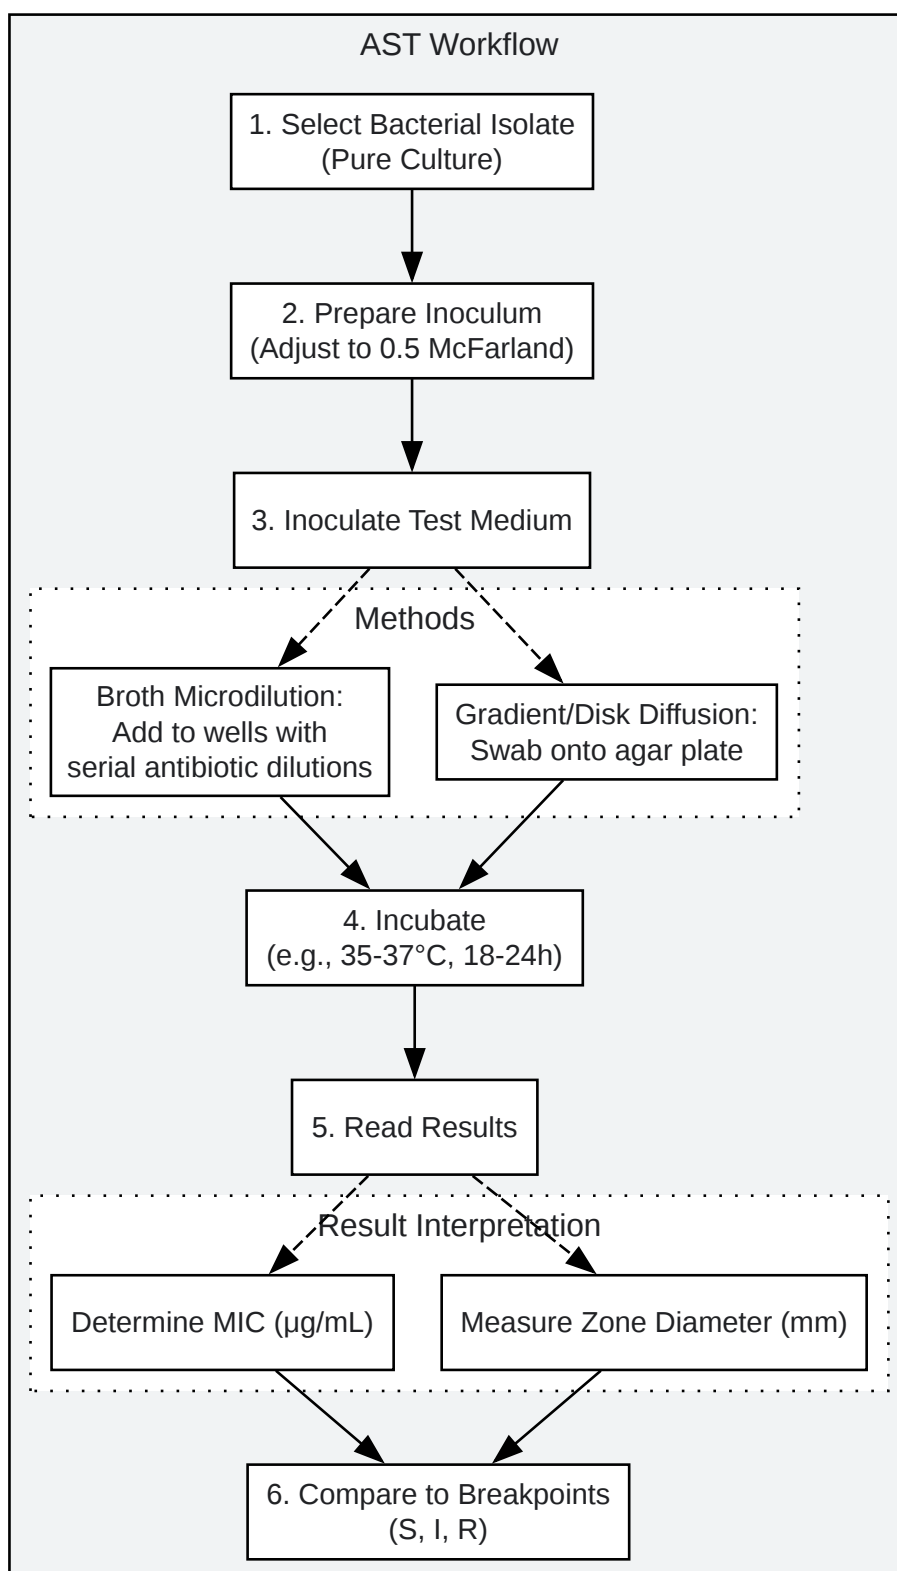 AST Workflow
1. Select Bacterial Isolate
(Pure Culture)
2. Prepare Inoculum
(Adjust to 0.5 McFarland)
3. Inoculate Test Medium
Methods
Broth Microdilution:
Add to wells with
serial antibiotic dilutions
Gradient/Disk Diffusion:
Swab onto agar plate
4. Incubate
(e.g., 35-37°C, 18-24h)
5. Read Results
Result Interpretation
Determine MIC (µg/mL)
Measure Zone Diameter (mm)
6. Compare to Breakpoints
(S, I, R)